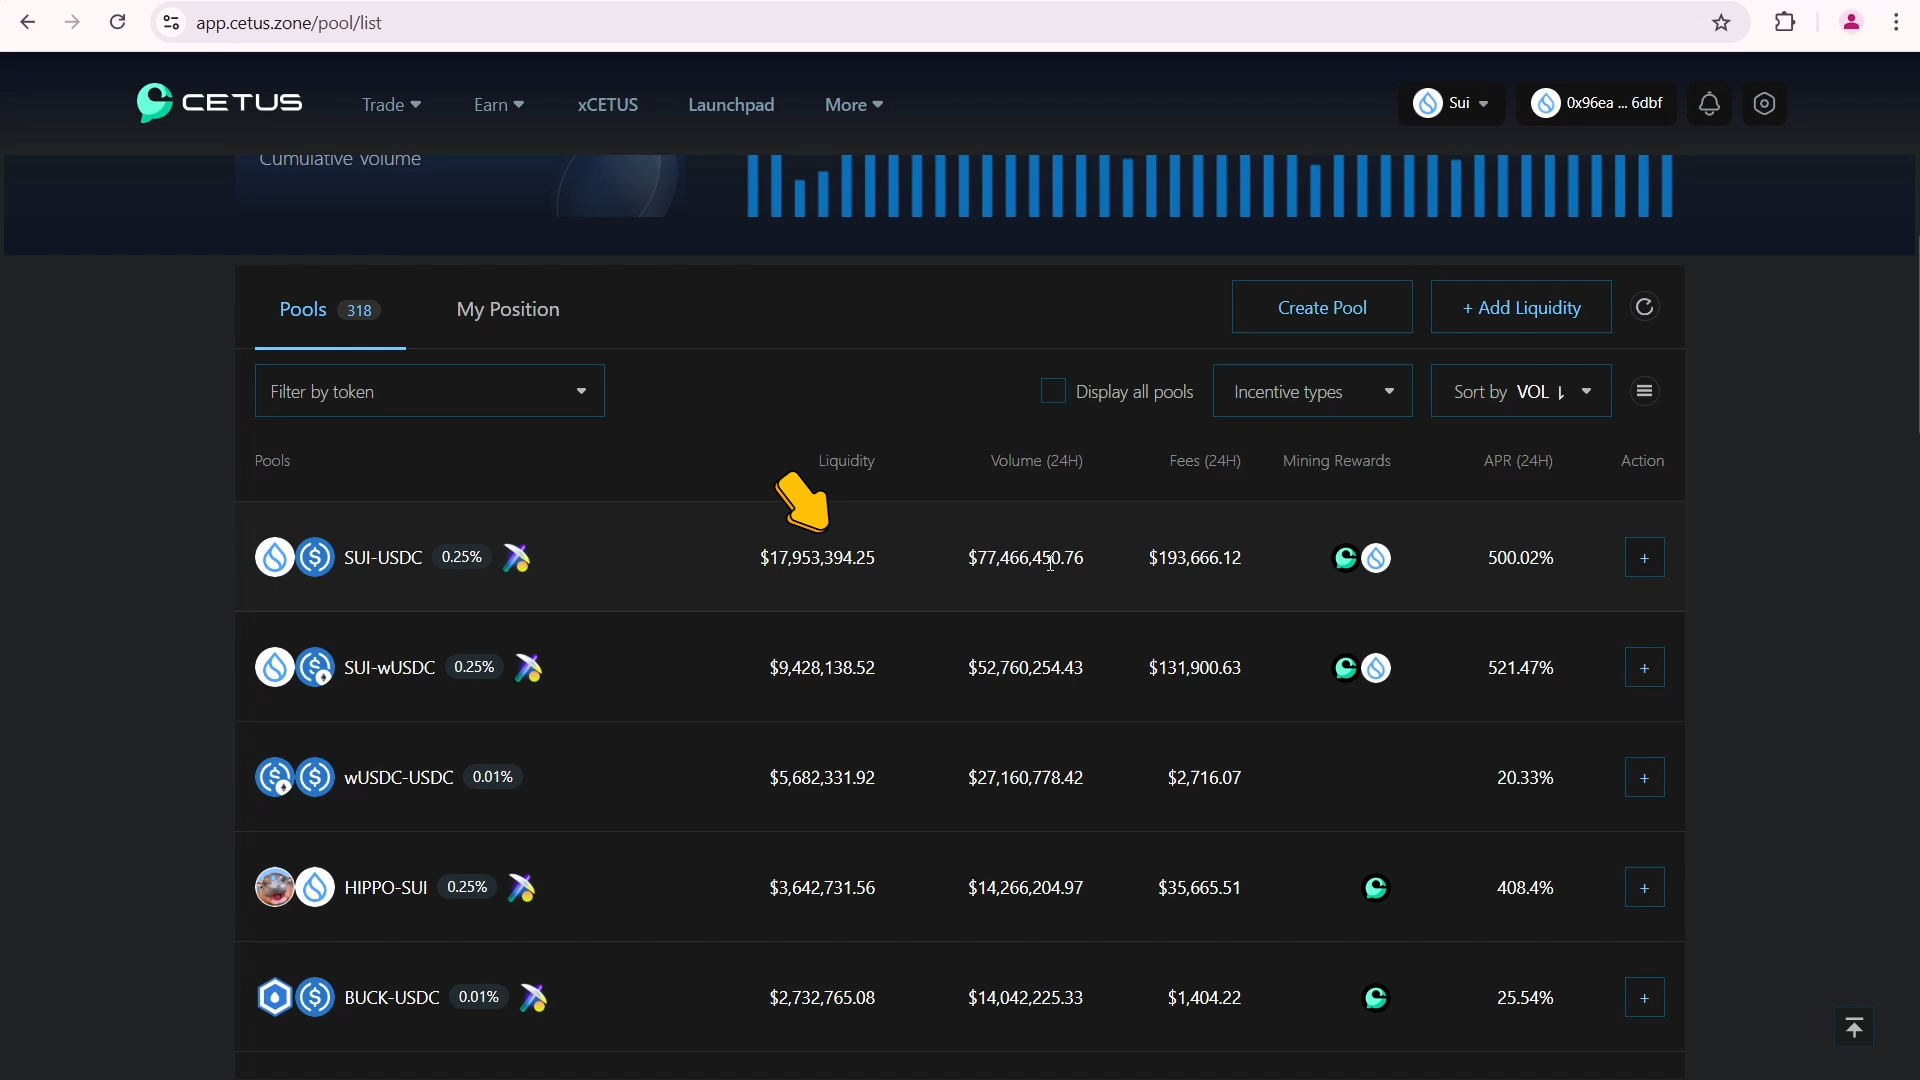 app.cetus.zone/pool/list
CETUS Trade Earn xCETUS Launchpad More Sui 0x96ea ... 6dbf
Cumulative Volume
Pools 318 My Position Create Pool + Add Liquidity
Filter by token Display all pools Incentive types Sort by VOL ↓
Pools Liquidity Volume (24H) Fees (24H) Mining Rewards APR (24H) Action
SUI-USDC 0.25% $17,953,394.25 $77,466,450.76 $193,666.12 500.02% +
SUI-wUSDC 0.25% $9,428,138.52 $52,760,254.43 $131,900.63 521.47% +
wUSDC-USDC 0.01% $5,682,331.92 $27,160,778.42 $2,716.07 20.33% +
HIPPO-SUI 0.25% $3,642,731.56 $14,266,204.97 $35,665.51 408.4% +
BUCK-USDC 0.01% $2,732,765.08 $14,042,225.33 $1,404.22 25.54% +